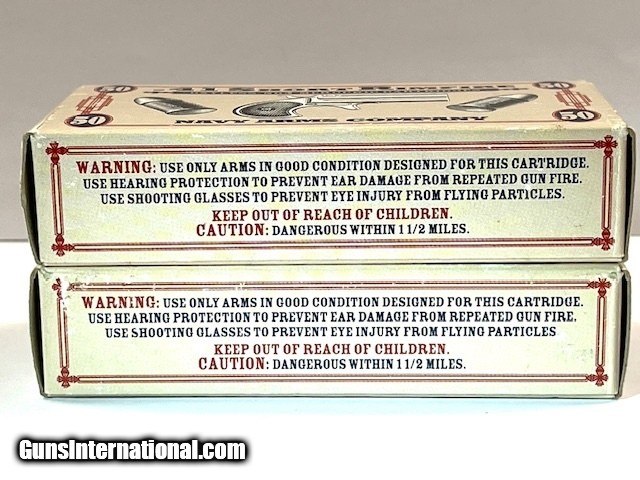 41 SHORT RIMFIRE
50
50
50
50
NAVY ARMS COMPANY
WARNING: USE ONLY ARMS IN GOOD CONDITION DESIGNED FOR THIS CARTRIDGE.
USE HEARING PROTECTION TO PREVENT EAR DAMAGE FROM REPEATED GUN FIRE.
USE SHOOTING GLASSES TO PREVENT EYE INJURY FROM FLYING PARTICLES.
KEEP OUT OF REACH OF CHILDREN.
CAUTION: DANGEROUS WITHIN 1 1/2 MILES.
WARNING: USE ONLY ARMS IN GOOD CONDITION DESIGNED FOR THIS CARTRIDGE.
USE HEARING PROTECTION TO PREVENT EAR DAMAGE FROM REPEATED GUN FIRE.
USE SHOOTING GLASSES TO PREVENT EYE INJURY FROM FLYING PARTICLES
KEEP OUT OF REACH OF CHILDREN.
CAUTION: DANGEROUS WITHIN 1 1/2 MILES.
GunsInternational.com